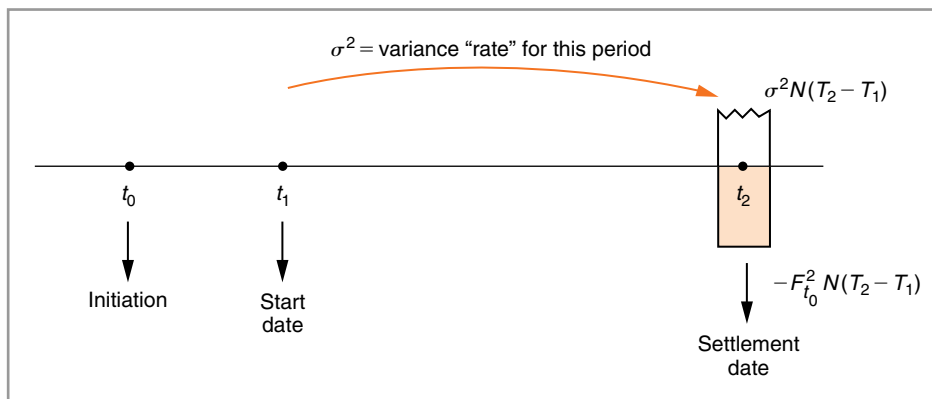 σ² = variance “rate” for this period
σ²N(T₂ − T₁)
t₀
t₁
t₂
Initiation
Start
date
−F²ₜ₀ N(T₂ − T₁)
Settlement
date